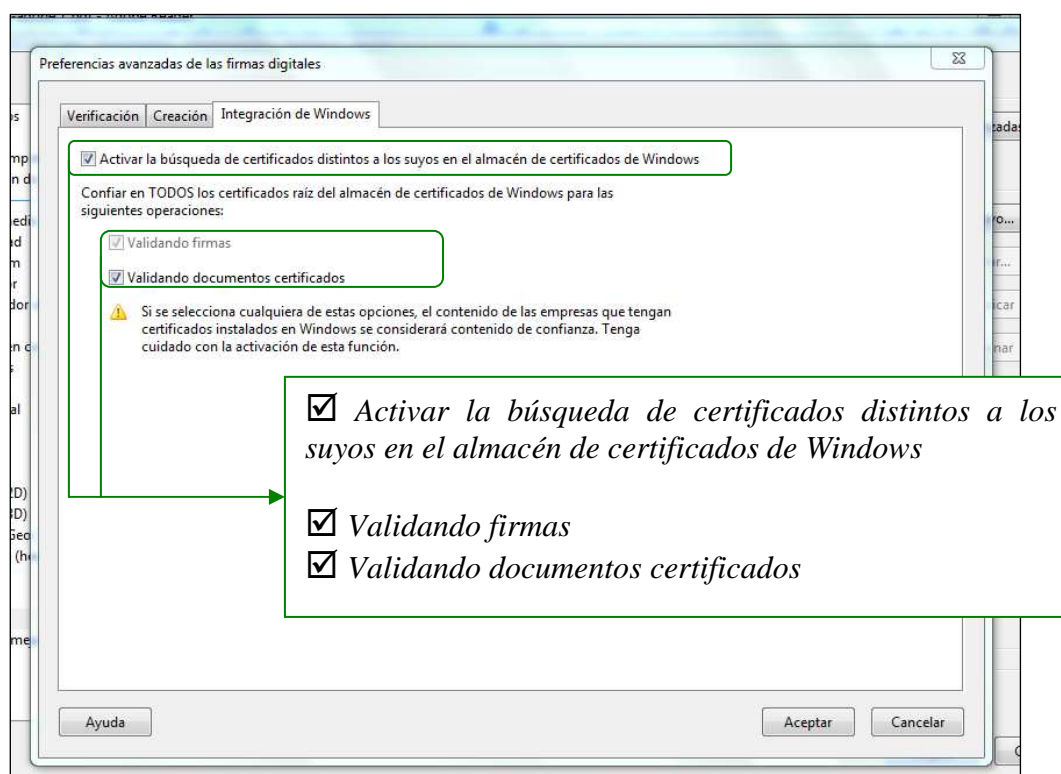 Preferencias avanzadas de las firmas digitales
Verificación Creación Integración de Windows
Activar la búsqueda de certificados distintos a los suyos en el almacén de certificados de Windows
Confiar en TODOS los certificados raíz del almacén de certificados de Windows para las
siguientes operaciones:
Validando firmas
Validando documentos certificados
Si se selecciona cualquiera de estas opciones, el contenido de las empresas que tengan
certificados instalados en Windows se considerará contenido de confianza. Tenga
cuidado con la activación de esta función.
Activar la búsqueda de certificados distintos a los
suyos en el almacén de certificados de Windows
Validando firmas
Validando documentos certificados
Ayuda Aceptar Cancelar